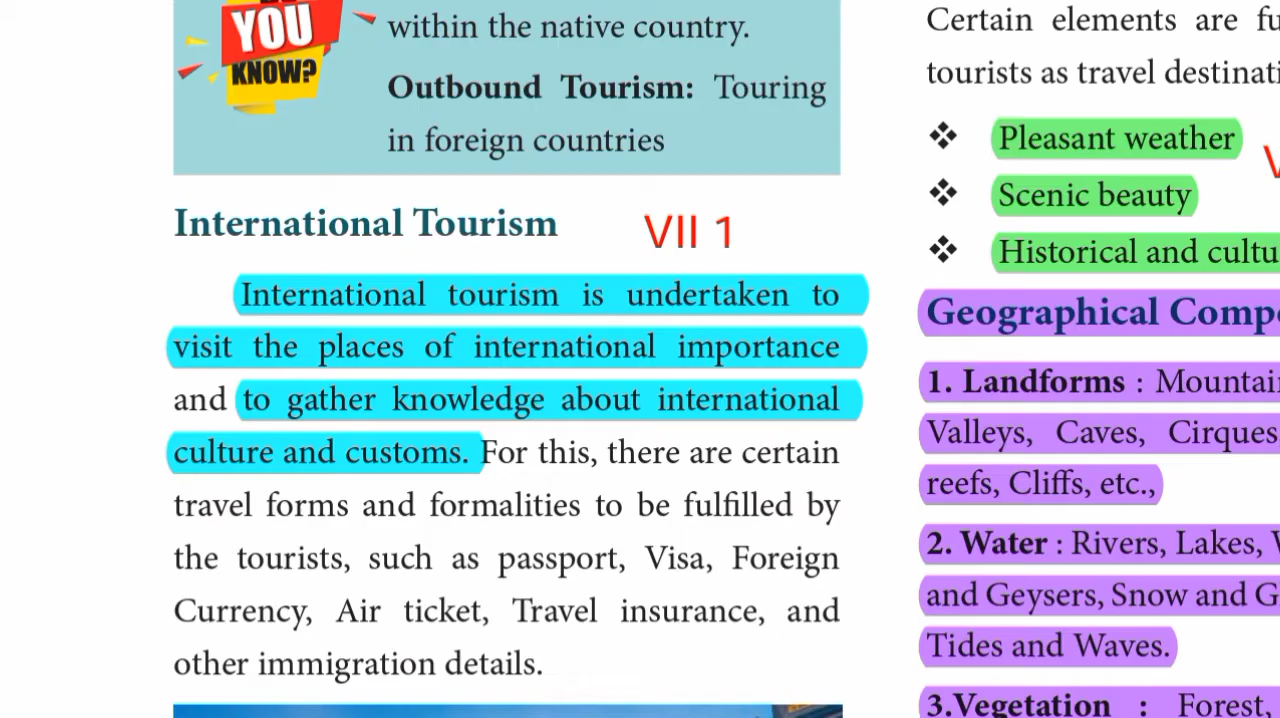 YOU
KNOW?
within the native country.
Outbound Tourism: Touring
in foreign countries
International Tourism
VII 1
International tourism is undertaken to
visit the places of international importance
and to gather knowledge about international
culture and customs. For this, there are certain
travel forms and formalities to be fulfilled by
the tourists, such as passport, Visa, Foreign
Currency, Air ticket, Travel insurance, and
other immigration details.
Certain elements are
tourists as travel
❖ Pleasant weather
❖ Scenic beauty
❖ Historical and
Geographical
1. Landforms :
Valleys, Caves, Cirques
reefs, Cliffs, etc.,
2. Water : Rivers, Lakes,
and Geysers, Snow and
Tides and Waves.
3.Vegetation : Forest,